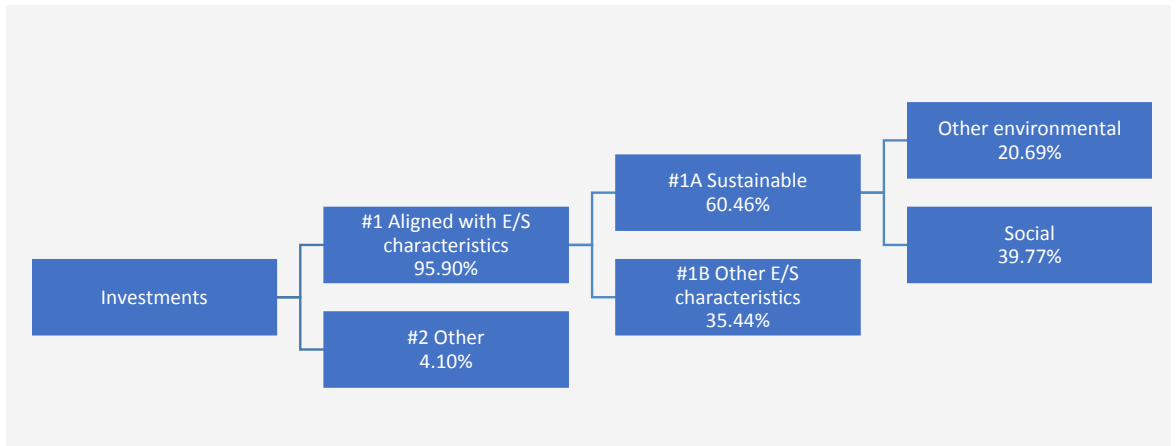 Investments
#1 Aligned with E/S
characteristics
95.90%
#2 Other
4.10%
#1A Sustainable
60.46%
#1B Other E/S
characteristics
35.44%
Other environmental
20.69%
Social
39.77%